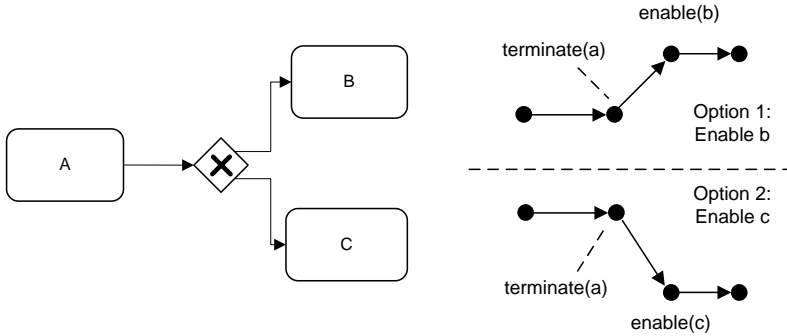 A
B
C
enable(b)
terminate(a)
Option 1:
Enable b
Option 2:
Enable c
terminate(a)
enable(c)